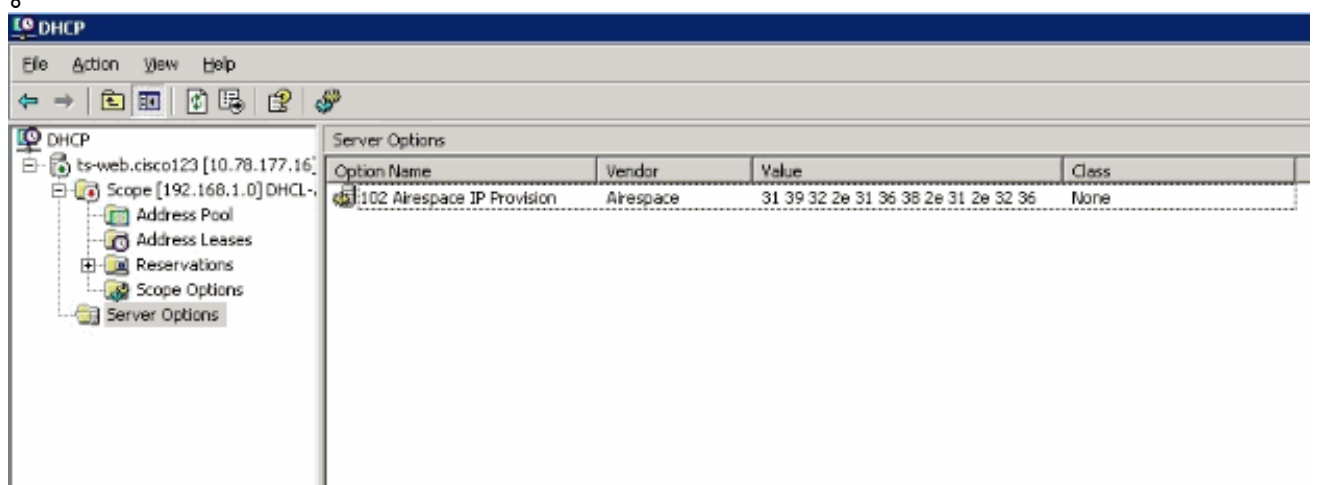 。
DHCP
File Action View Help
DHCP
Server Options
ts-web.cisco123 [10.78.177.16]
Option Name Vendor Value Class
Scope [192.168.1.0] DHCL-.
102 Airespace IP Provision Airespace 31 39 32 2e 31 36 38 2e 31 2e 32 36 None
Address Pool
Address Leases
Reservations
Scope Options
Server Options